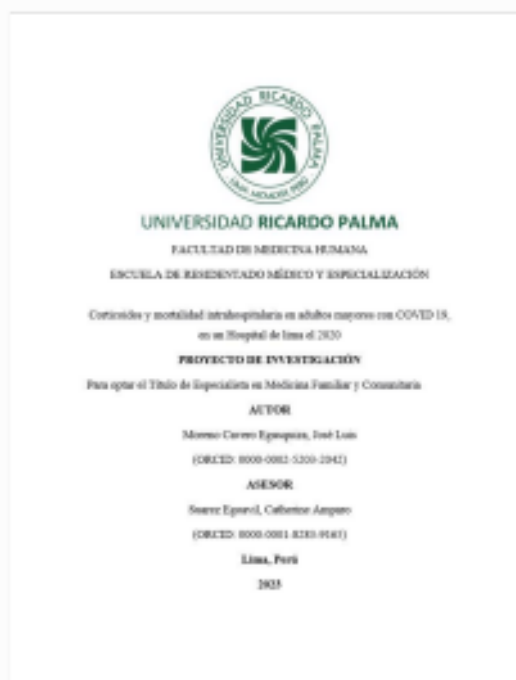 UNIVERSIDAD RICARDO PALMA
UNIVERSIDAD RICARDO PALMA
FACULTAD DE MEDICINA HUMANA
ESCUELA DE RESIDENTADO MÉDICO Y ESPECIALIZACIÓN
Corticoides y mortalidad intrahospitalaria en adultos mayores con COVID 19,
en un Hospital de lima el 2020
PROYECTO DE INVESTIGACIÓN
Para optar el Título de Especialista en Medicina Familiar y Comunitaria
AUTOR
Moreno Cavero José Luis
ASESOR
Suarez Catherine Amparo
Lima, Perú
2023